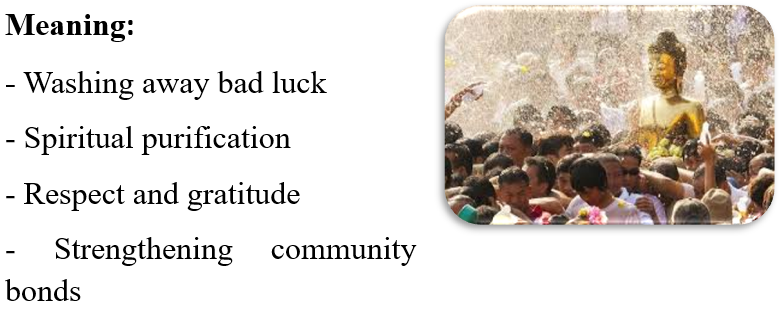 Meaning:
- Washing away bad luck
- Spiritual purification
- Respect and gratitude
- Strengthening community
bonds